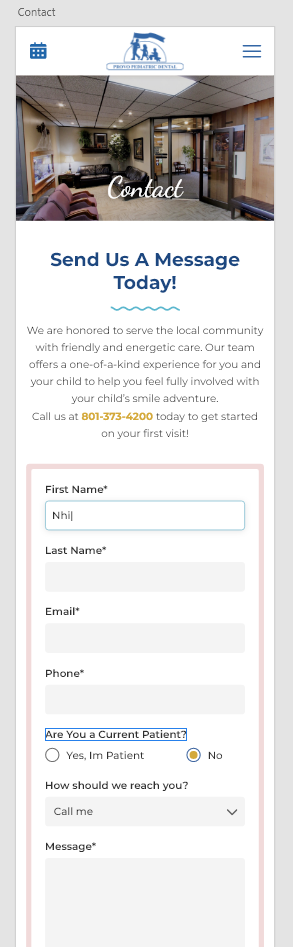 Contact
PROVO PEDIATRIC DENTAL
Contact
Send Us A Message
Today!
We are honored to serve the local community
with friendly and energetic care. Our team
offers a one-of-a-kind experience for you and
your child to help you feel fully involved with
your child's smile adventure.
Call us at 801-373-4200 today to get started
on your first visit!
First Name*
Nhi
Last Name*
Email*
Phone*
Are You a Current Patient?
Yes, Im Patient No
How should we reach you?
Call me
Message*